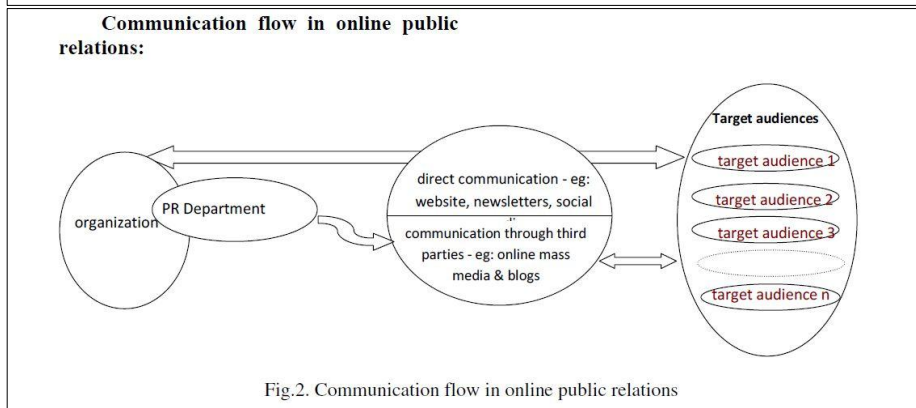 Communication flow in online public
relations:
Target audiences
target audience 1
target audience 2
target audience 3
target audience n
organization
PR Department
direct communication - eg:
website, newsletters, social
communication through third
parties - eg: online mass
media & blogs
Fig.2. Communication flow in online public relations